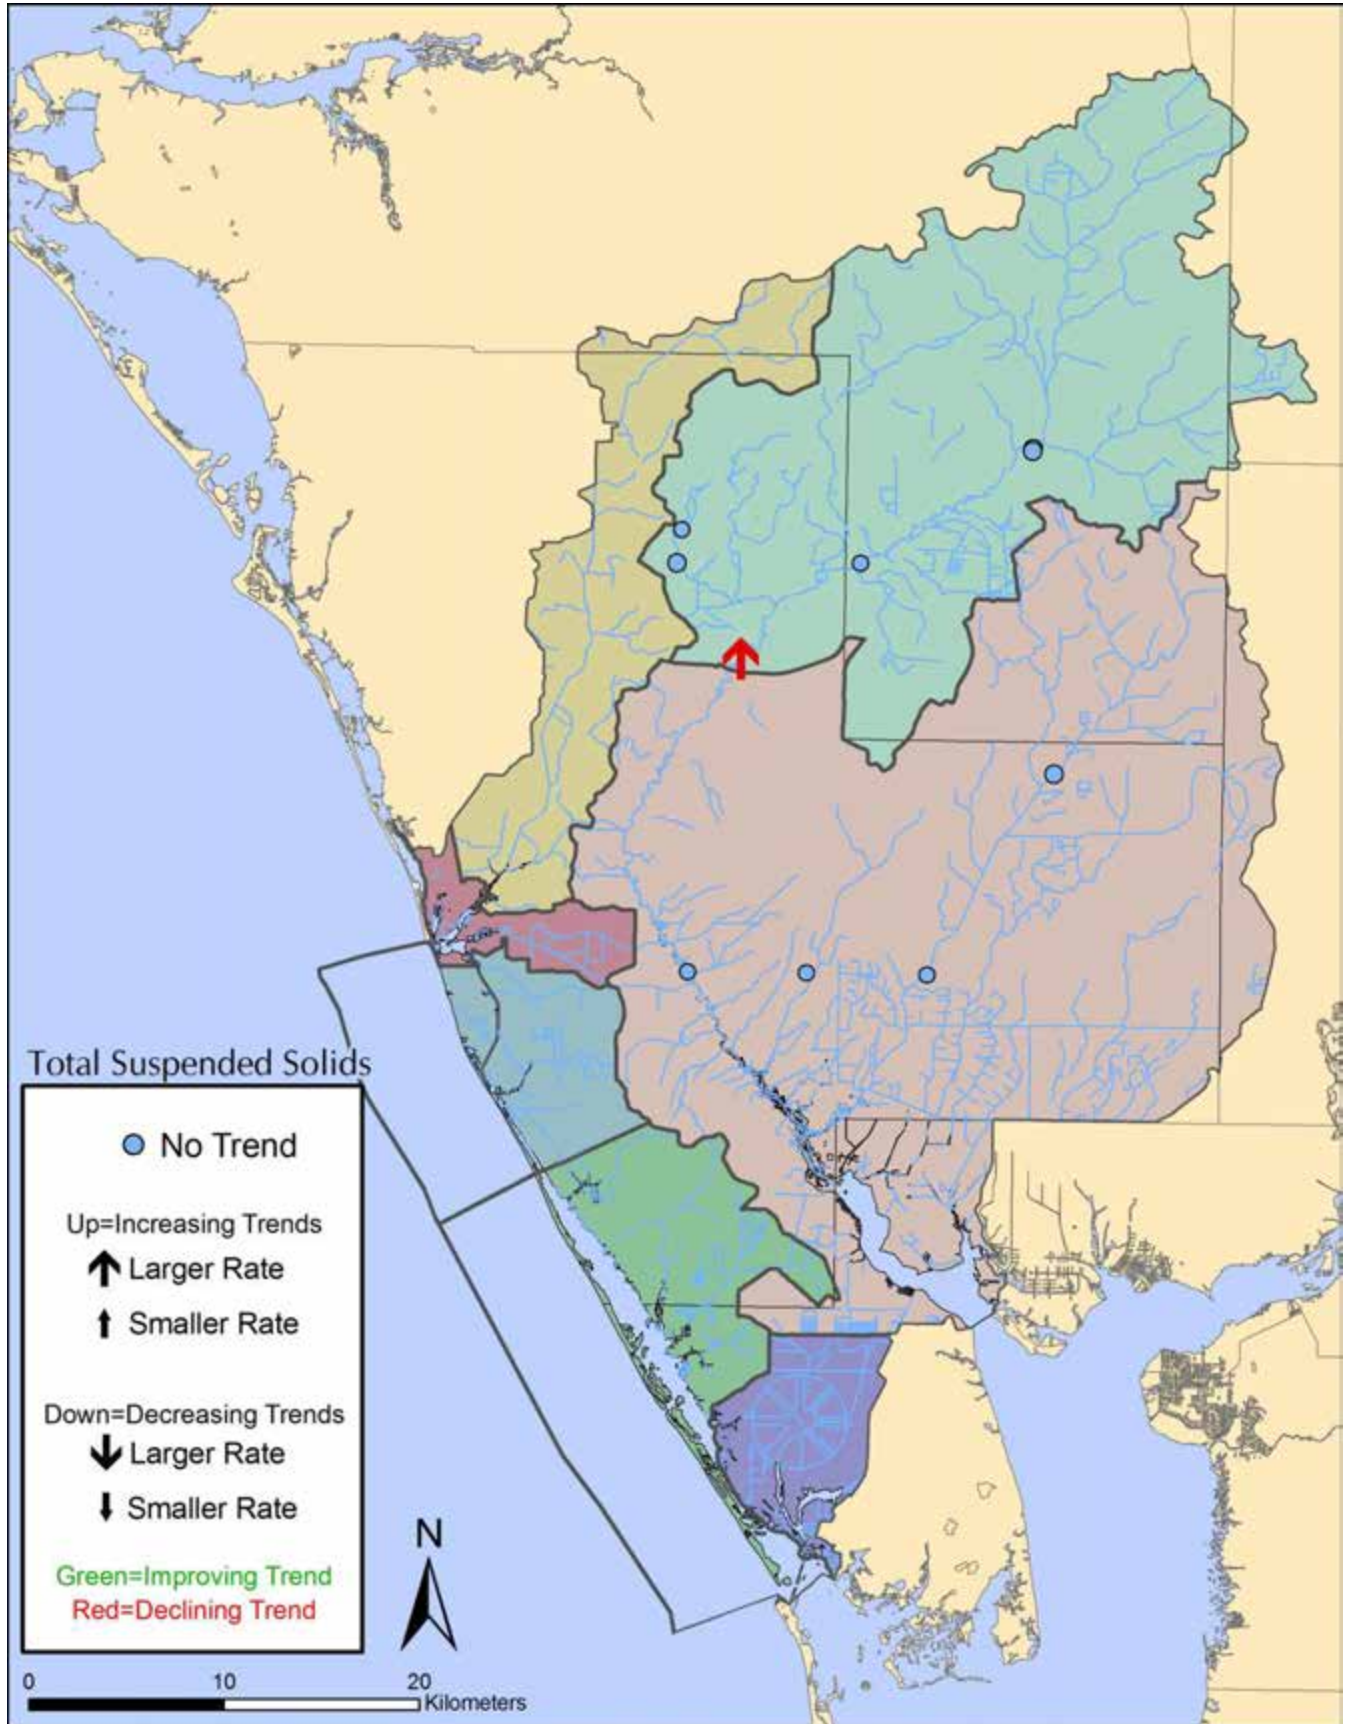 Total Suspended Solids
No Trend
Up=Increasing Trends
Larger Rate
Smaller Rate
Down=Decreasing Trends
Larger Rate
Smaller Rate
Green=Improving Trend
Red=Declining Trend
N
0 10 20
Kilometers